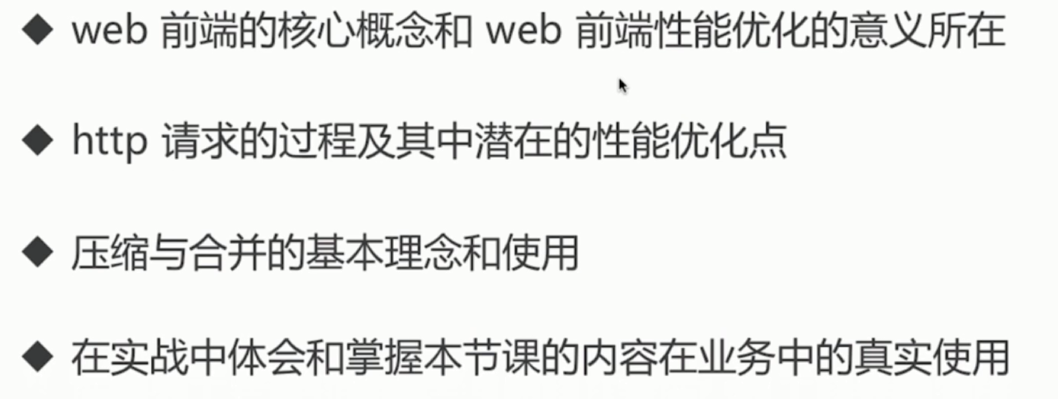 ◆ web 前端的核心概念和 web 前端性能优化的意义所在
◆ http 请求的过程及其中潜在的性能优化点
◆ 压缩与合并的基本理念和使用
◆ 在实战中体会和掌握本节课的内容在业务中的真实使用